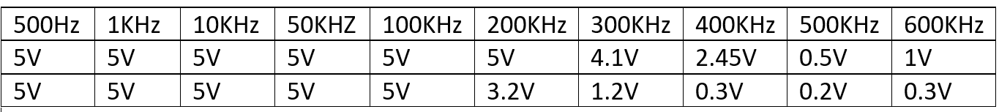 500Hz 1KHz 10KHz 50KHZ 100KHz 200KHz 300KHz 400KHz 500KHz 600KHz
5V 5V 5V 5V 5V 5V 4.1V 2.45V 0.5V 1V
5V 5V 5V 5V 5V 3.2V 1.2V 0.3V 0.2V 0.3V